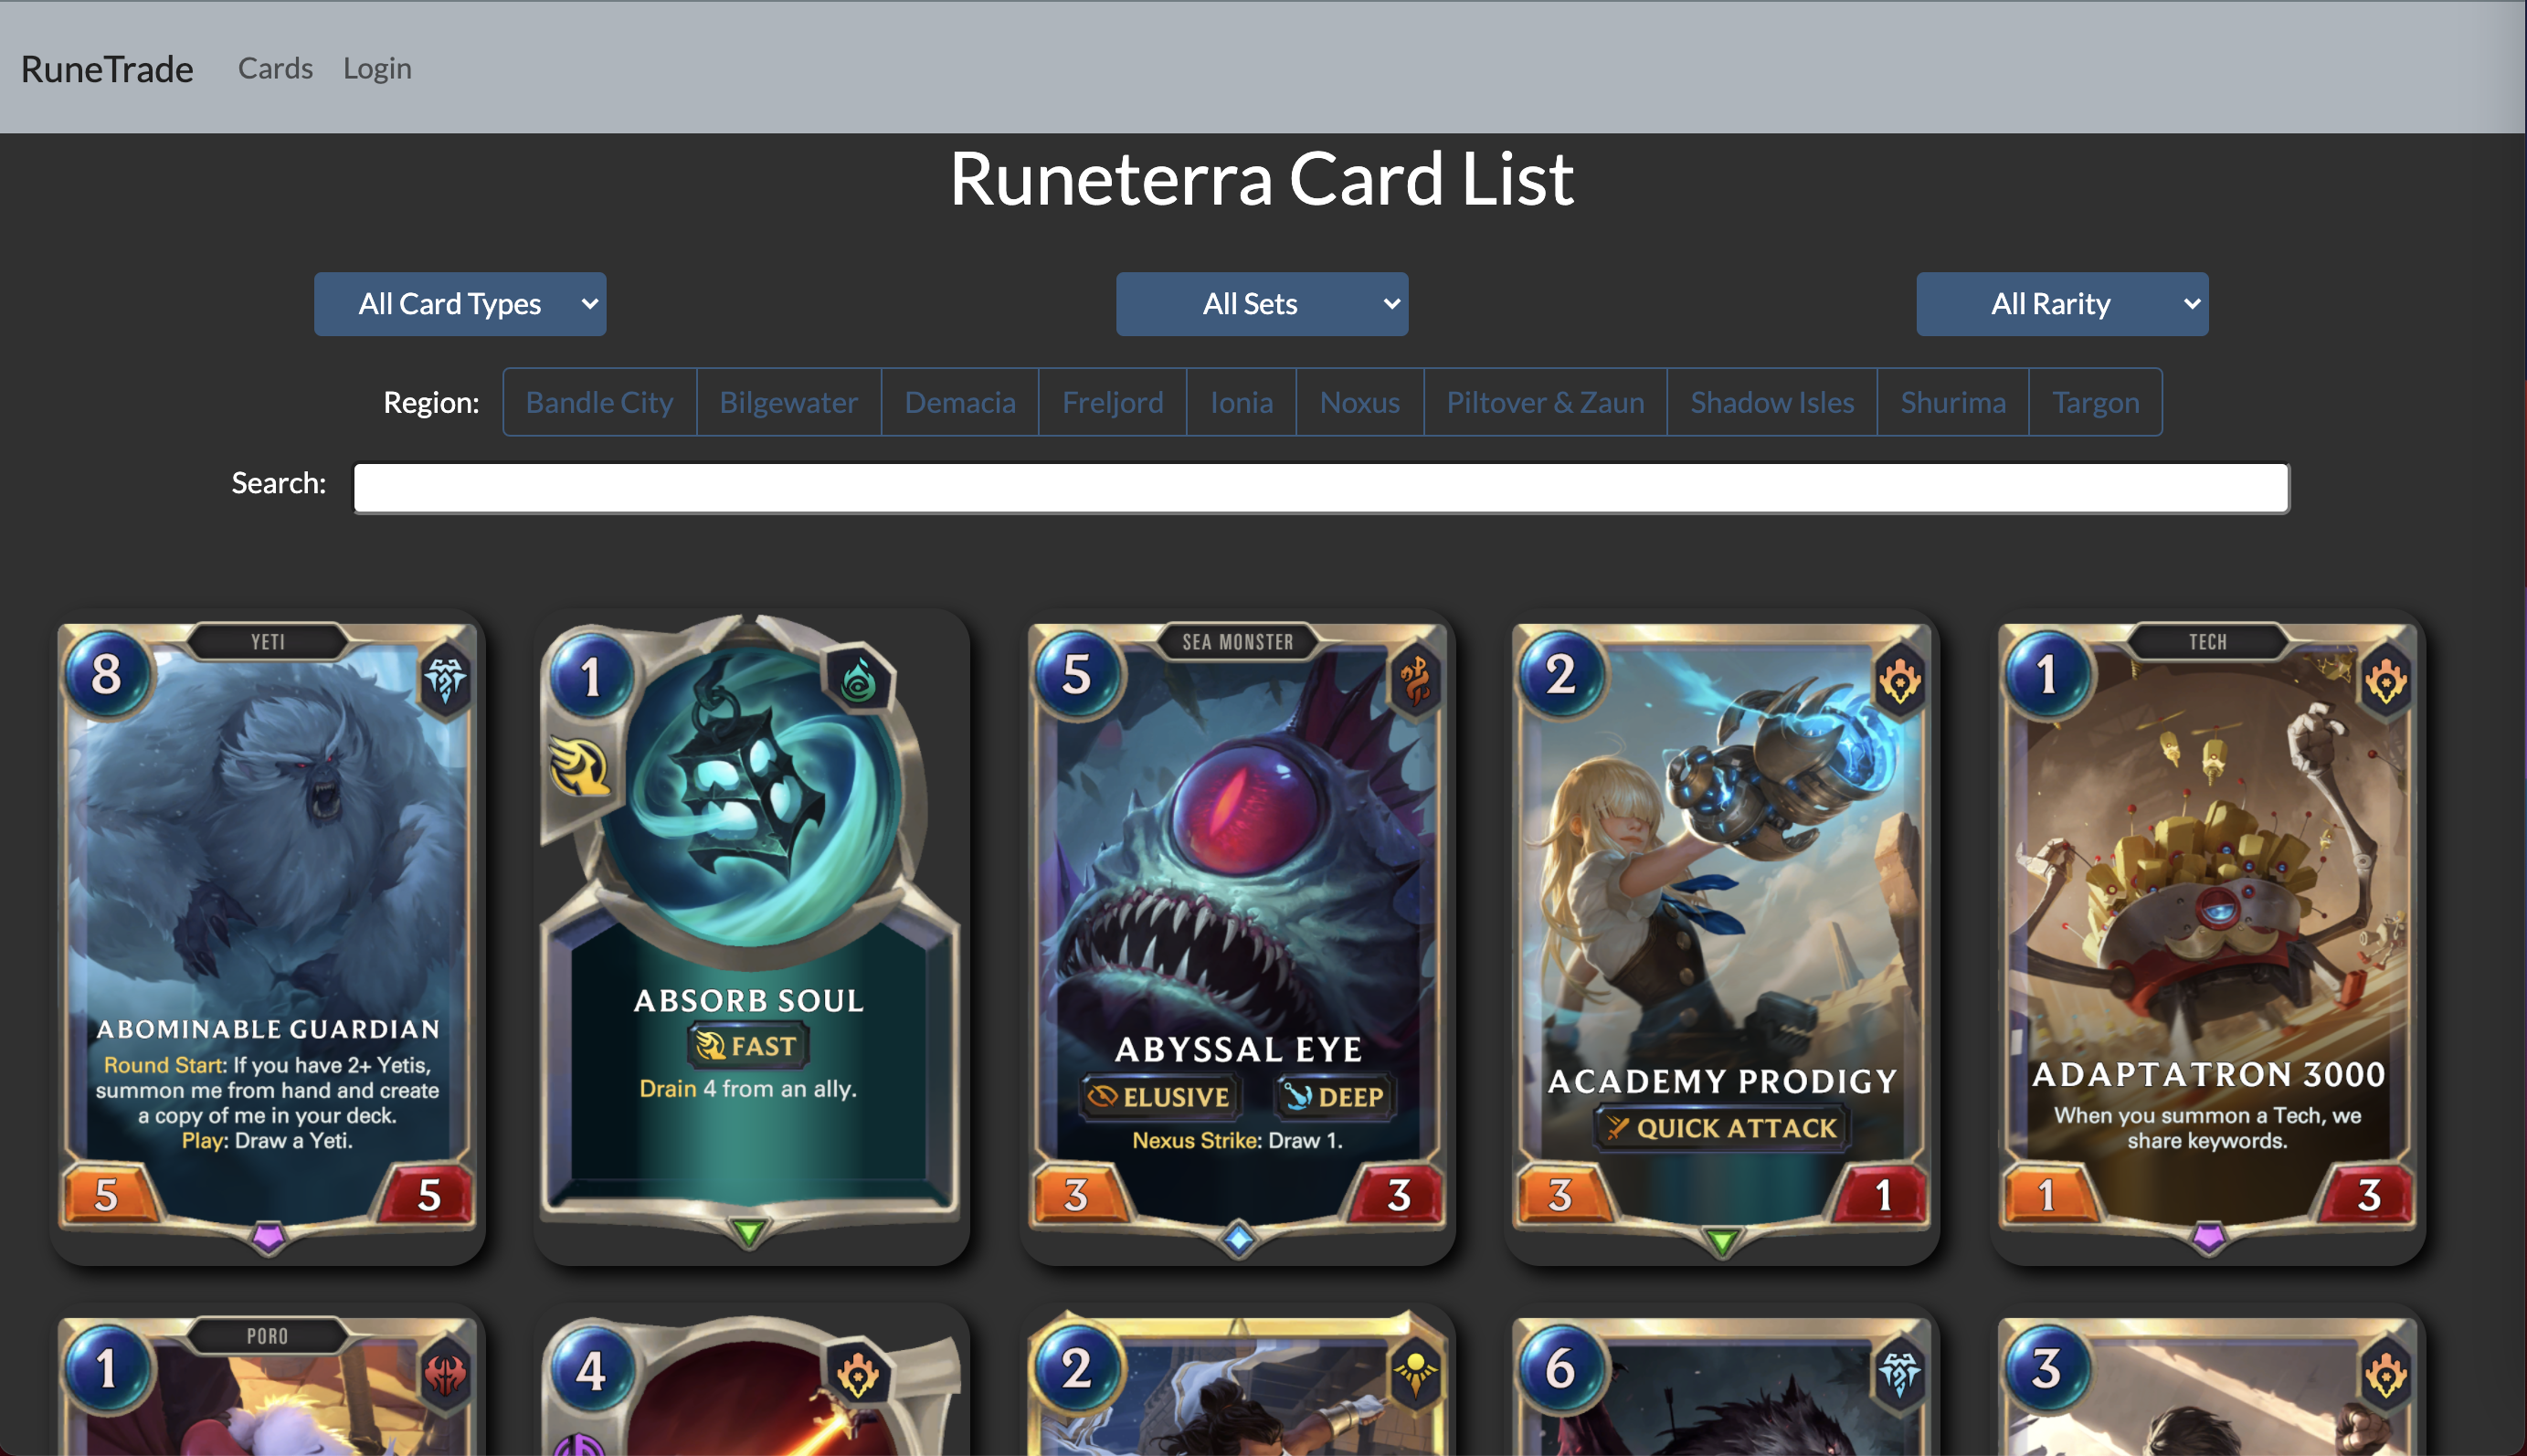 RuneTrade Cards Login
Runeterra Card List
All Card Types All Sets All Rarity
Region: Bandle City Bilgewater Demacia Freljord Ionia Noxus Piltover & Zaun Shadow Isles Shurima Targon
Search:
8 YETI
ABOMINABLE GUARDIAN
Round Start: If you have 2+ Yetis,
summon me from hand and create
a copy of me in your deck.
Play: Draw a Yeti.
5 5
1
ABSORB SOUL
FAST
Drain 4 from an ally.
5 SEA MONSTER
ABYSSAL EYE
ELUSIVE DEEP
Nexus Strike: Draw 1.
3 3
2
ACADEMY PRODIGY
QUICK ATTACK
3 1
1 TECH
ADAPTATRON 3000
When you summon a Tech, we
share keywords.
1 3
1 PORO
4
2
6
3